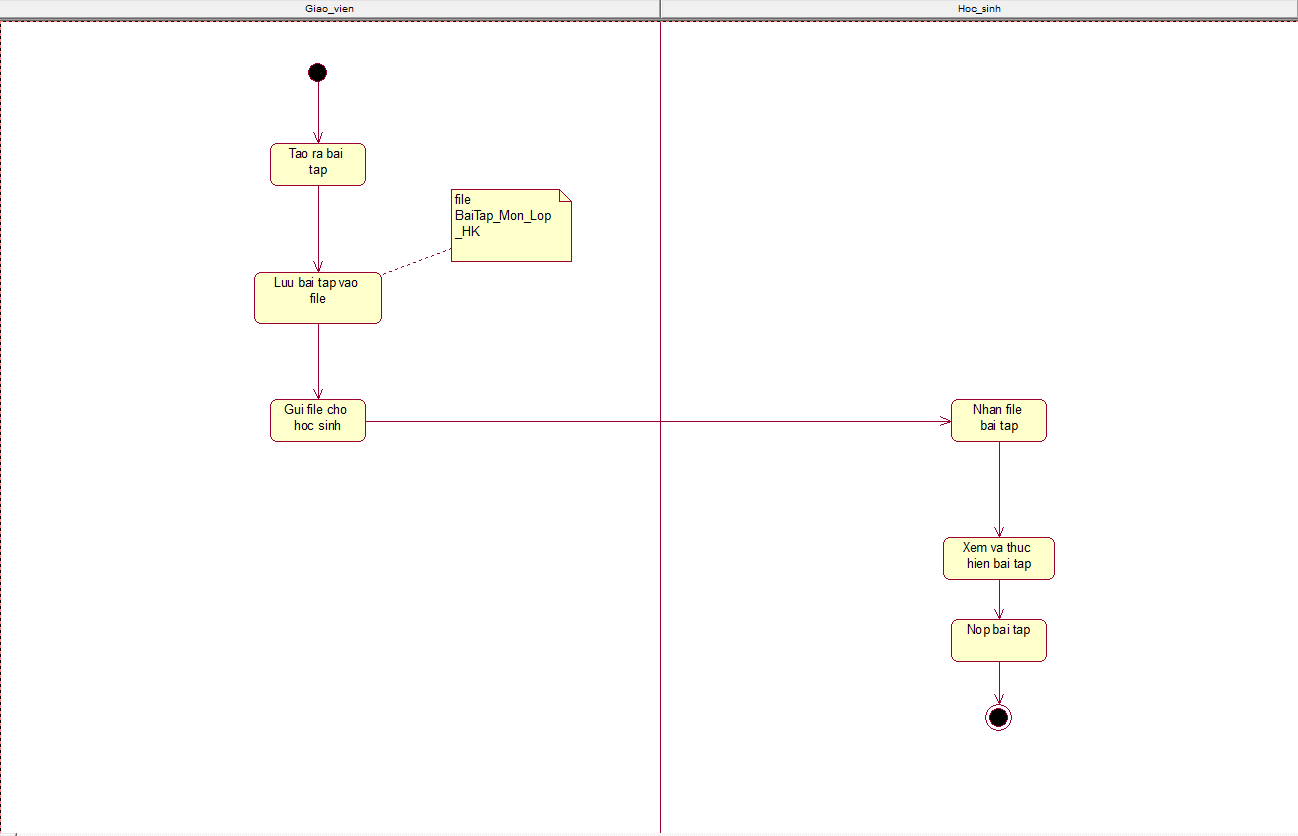 Giao_vien
Hoc_sinh
Tao ra bai
tap
file
BaiTap_Mon_Lop
_HK
Luu bai tap vao
file
Gui file cho
hoc sinh
Nhan file
bai tap
Xem va thuc
hien bai tap
Nop bai tap